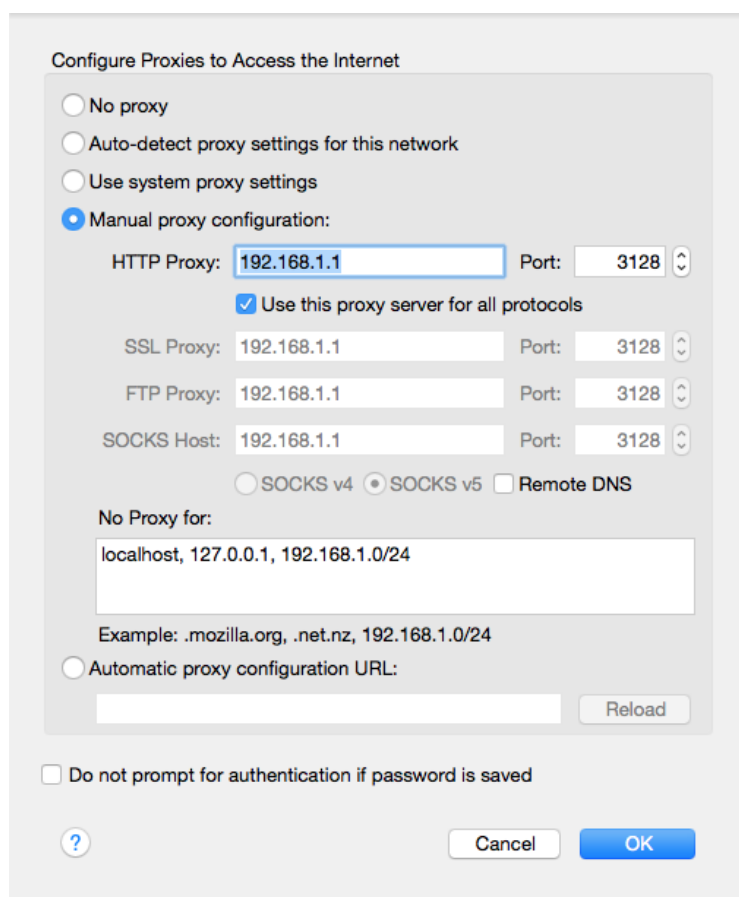 Configure Proxies to Access the Internet
No proxy
Auto-detect proxy settings for this network
Use system proxy settings
Manual proxy configuration:
HTTP Proxy: 192.168.1.1 Port: 3128
Use this proxy server for all protocols
SSL Proxy: 192.168.1.1 Port: 3128
FTP Proxy: 192.168.1.1 Port: 3128
SOCKS Host: 192.168.1.1 Port: 3128
SOCKS v4 SOCKS v5 Remote DNS
No Proxy for:
localhost, 127.0.0.1, 192.168.1.0/24
Example: .mozilla.org, .net.nz, 192.168.1.0/24
Automatic proxy configuration URL:
Reload
Do not prompt for authentication if password is saved
? Cancel OK